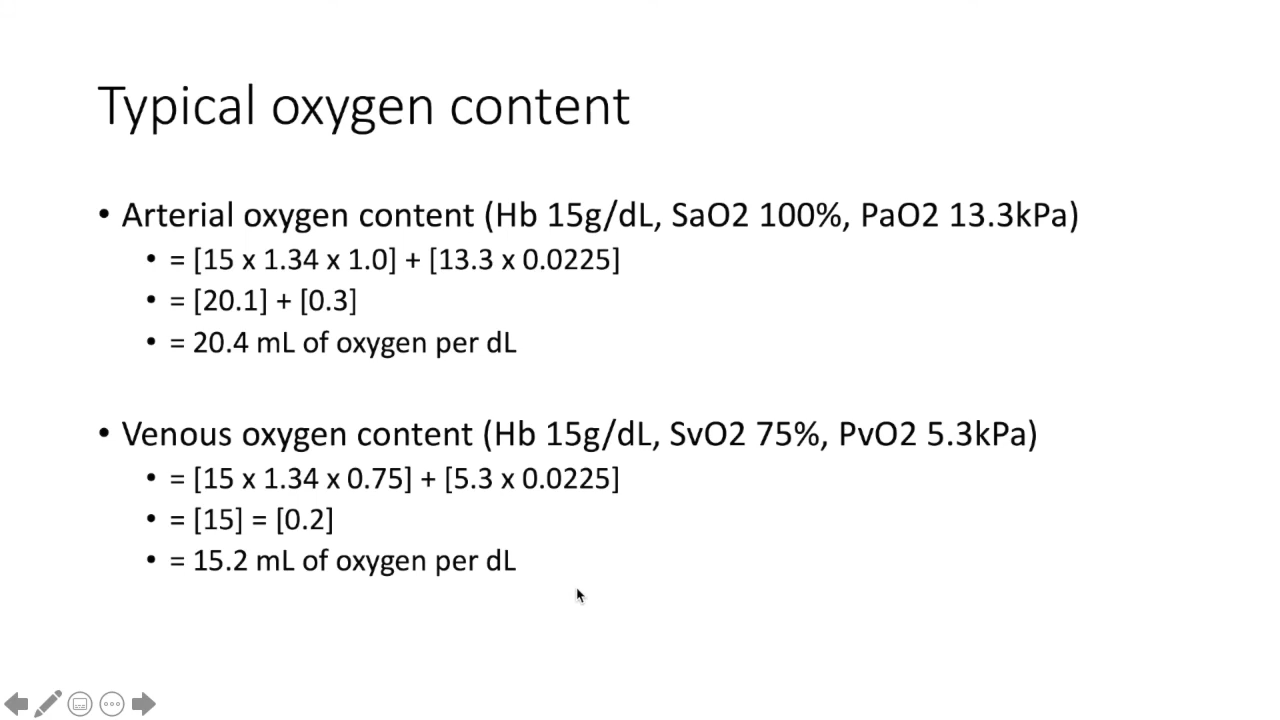 Typical oxygen content
• Arterial oxygen content (Hb 15g/dL, SaO2 100%, PaO2 13.3kPa)
• = [15 x 1.34 x 1.0] + [13.3 x 0.0225]
• = [20.1] + [0.3]
• = 20.4 mL of oxygen per dL
• Venous oxygen content (Hb 15g/dL, SvO2 75%, PvO2 5.3kPa)
• = [15 x 1.34 x 0.75] + [5.3 x 0.0225]
• = [15] = [0.2]
• = 15.2 mL of oxygen per dL